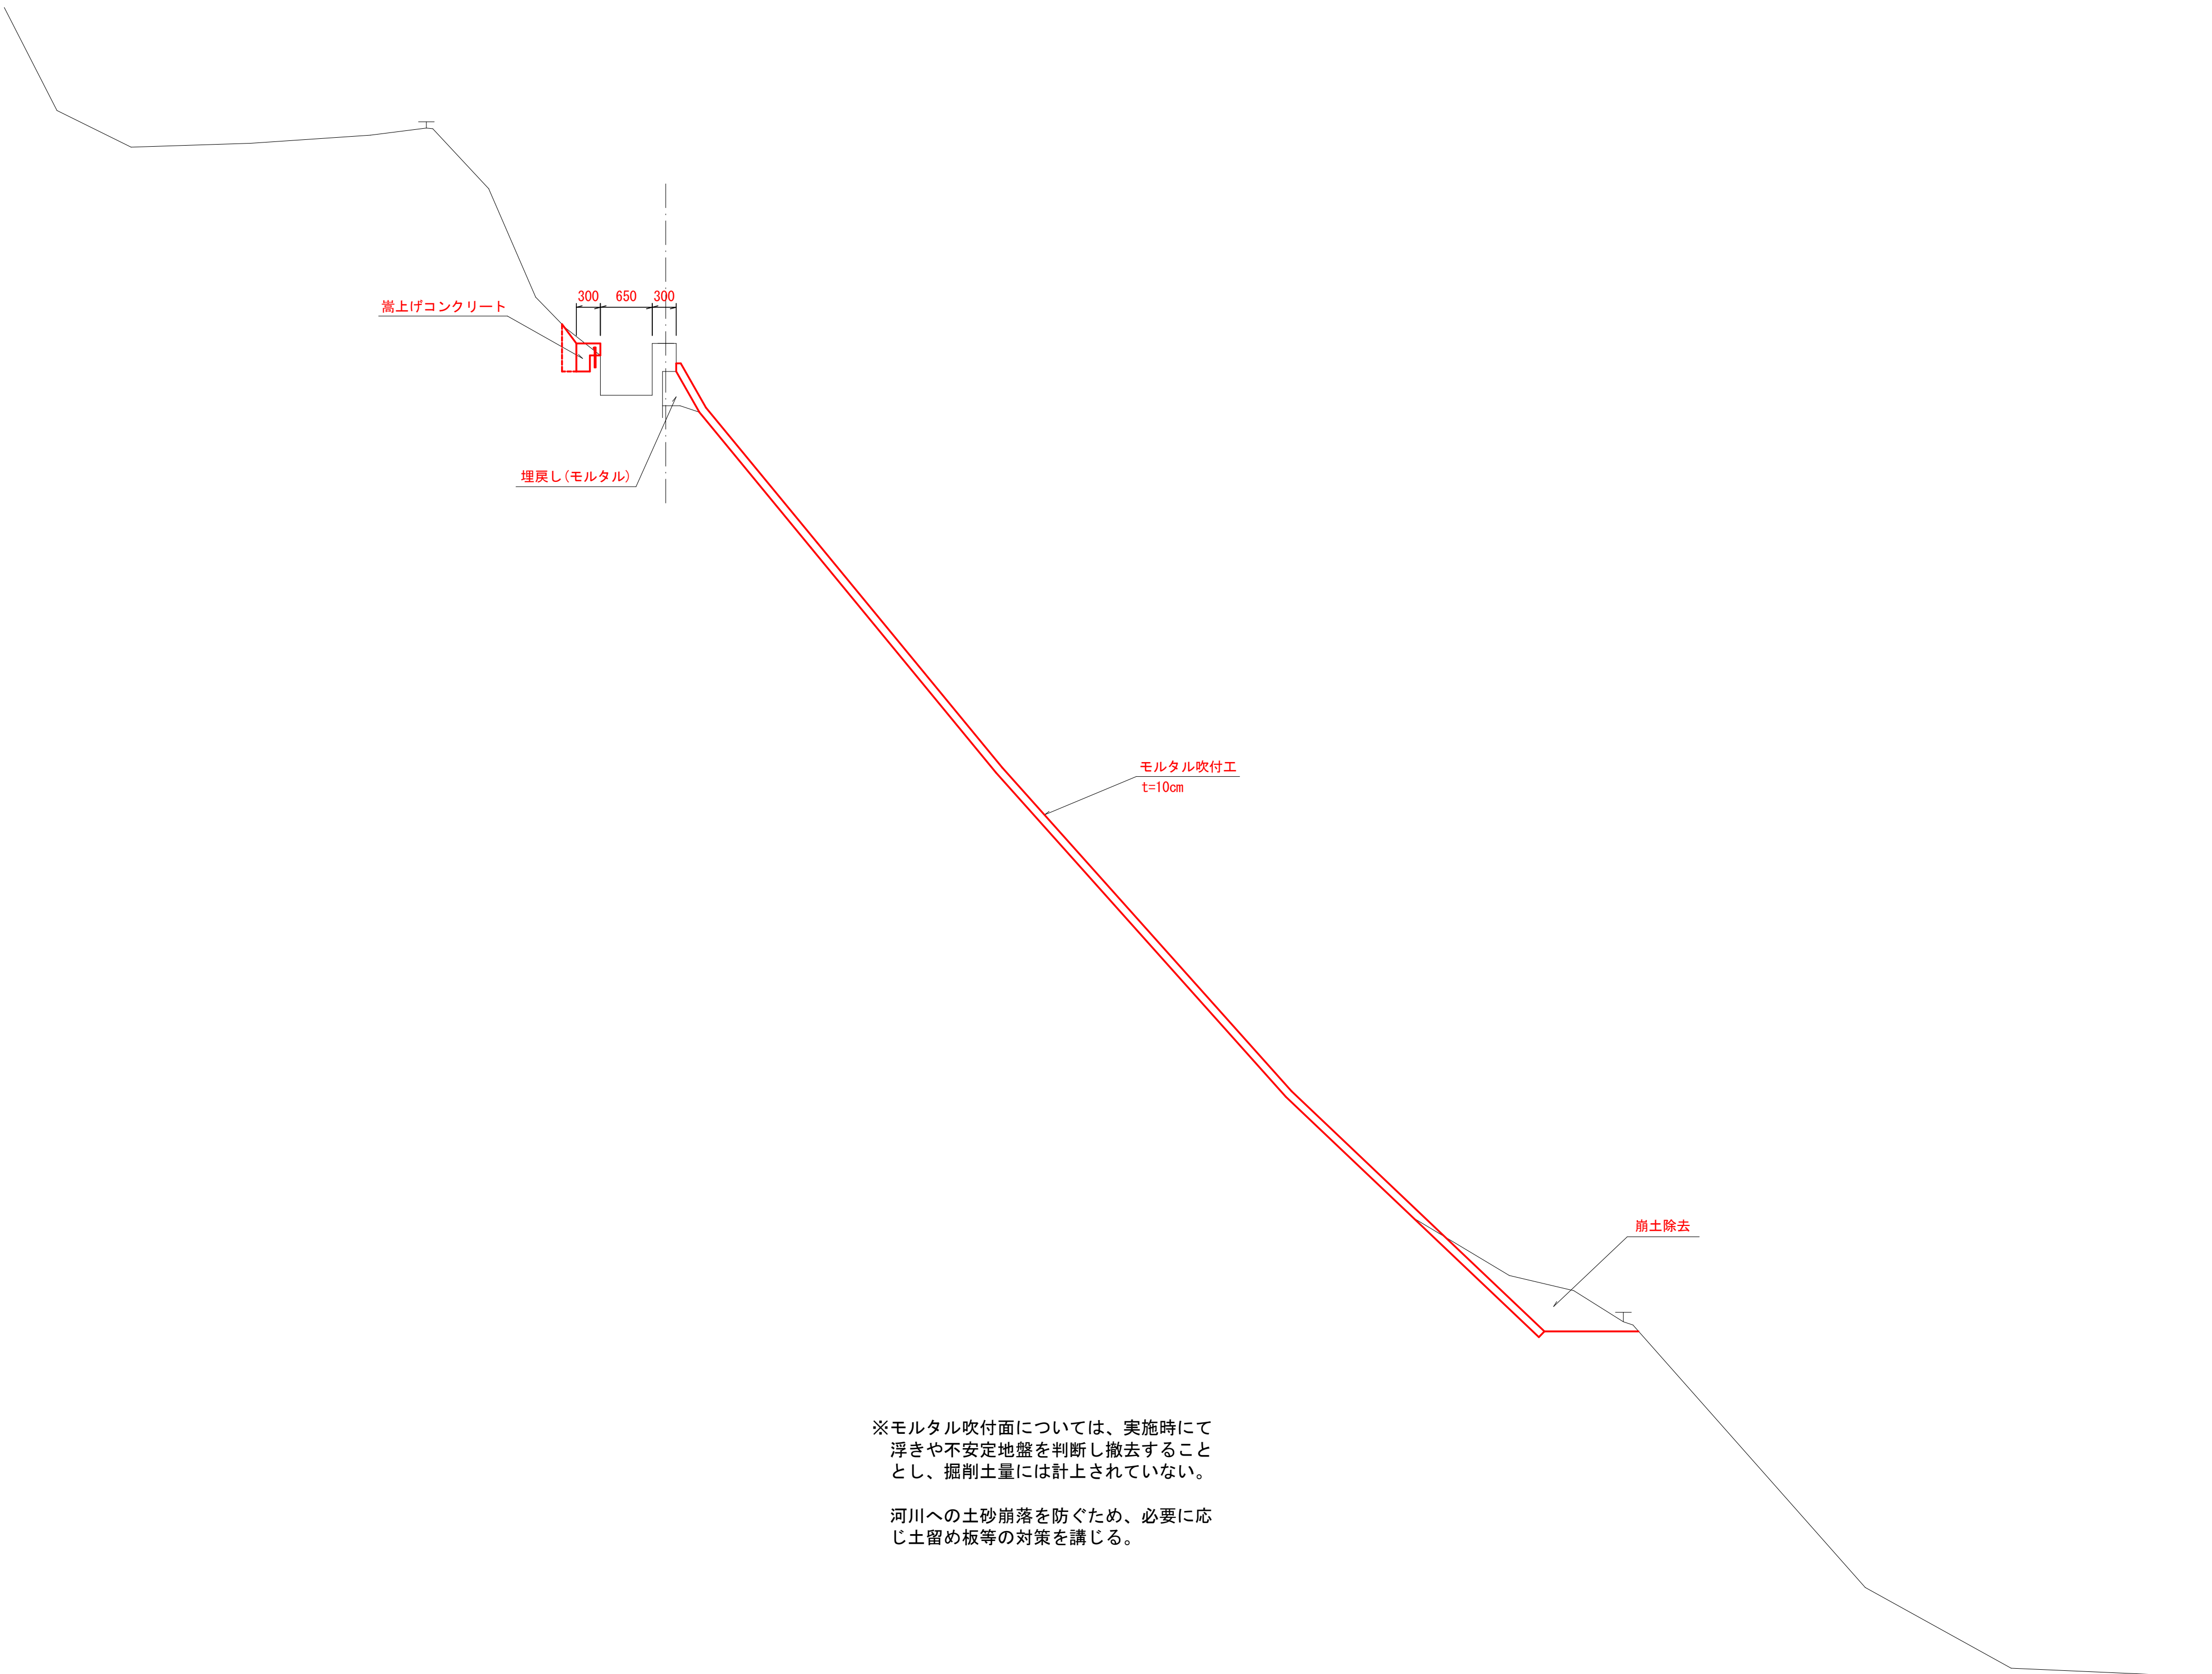 300 650 300
嵩上げコンクリート
埋戻し(モルタル)
モルタル吹付工
t=10cm
崩土除去
※モルタル吹付面については、実施時にて
浮きや不安定地盤を判断し撤去すること
とし、掘削土量には計上されていない。
河川への土砂崩落を防ぐため、必要に応
じ土留め板等の対策を講じる。